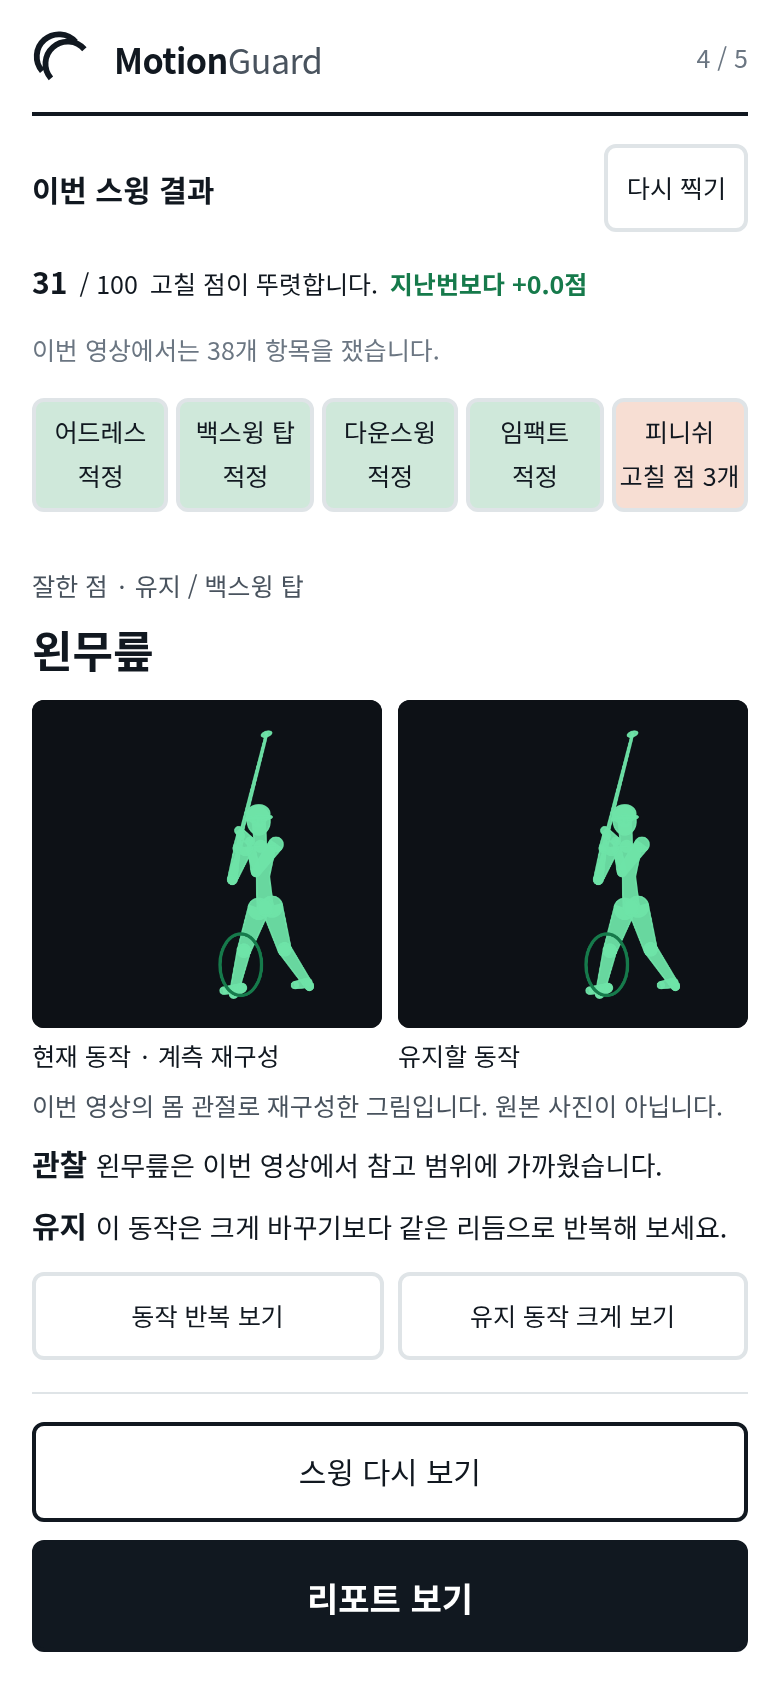 MotionGuard
4 / 5
이번 스윙 결과
다시 찍기
31 / 100 고칠 점이 뚜렷합니다. 지난번보다 +0.0점
이번 영상에서는 38개 항목을 쟀습니다.
어드레스
적정
백스윙 탑
적정
다운스윙
적정
임팩트
적정
피니쉬
고칠 점 3개
잘한 점 · 유지 / 백스윙 탑
왼무릎
현재 동작 · 계측 재구성
유지할 동작
이번 영상의 몸 관절로 재구성한 그림입니다. 원본 사진이 아닙니다.
관찰 왼무릎은 이번 영상에서 참고 범위에 가까웠습니다.
유지 이 동작은 크게 바꾸기보다 같은 리듬으로 반복해 보세요.
동작 반복 보기
유지 동작 크게 보기
스윙 다시 보기
리포트 보기